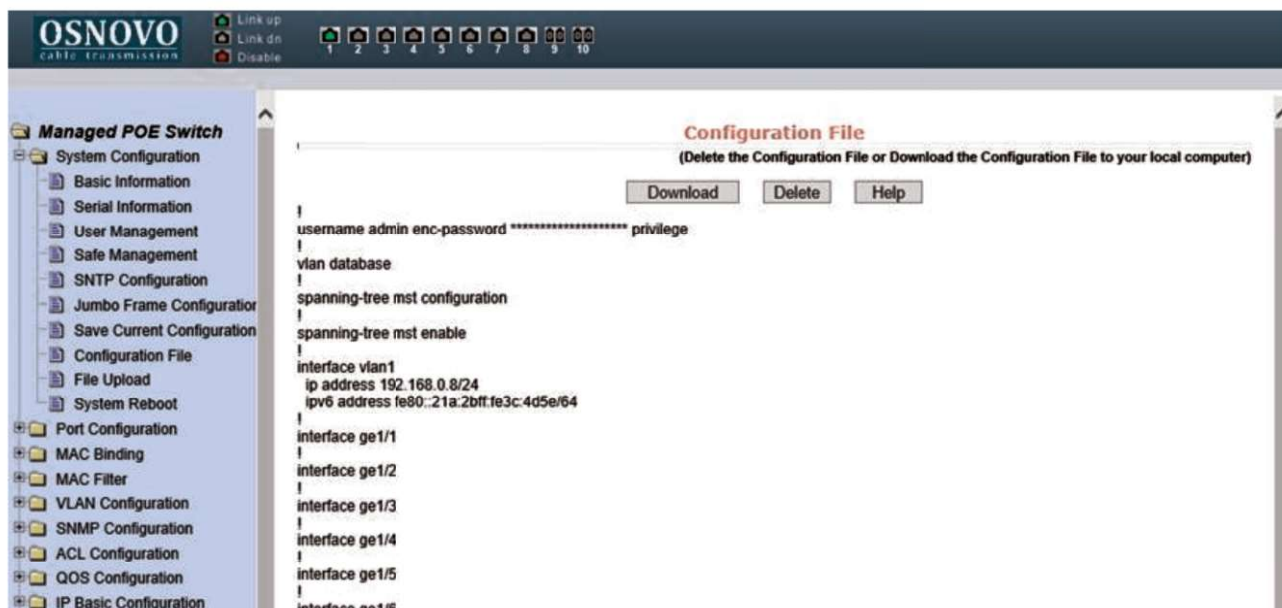 OSNOVO
cable transmission
Link up
Link dn
Disable
1 2 3 4 5 6 7 8 9 10
Managed POE Switch
System Configuration
Basic Information
Serial Information
User Management
Safe Management
SNTP Configuration
Jumbo Frame Configuration
Save Current Configuration
Configuration File
File Upload
System Reboot
Port Configuration
MAC Binding
MAC Filter
VLAN Configuration
SNMP Configuration
ACL Configuration
QOS Configuration
IP Basic Configuration
Configuration File
(Delete the Configuration File or Download the Configuration File to your local computer)
Download Delete Help
!
username admin enc-password ******************** privilege
!
vlan database
!
spanning-tree mst configuration
!
spanning-tree mst enable
!
interface vlan1
ip address 192.168.0.8/24
ipv6 address fe80::21a:2bff:fe3c:4d5e/64
!
interface ge1/1
!
interface ge1/2
!
interface ge1/3
!
interface ge1/4
!
interface ge1/5
!
interface ge1/6